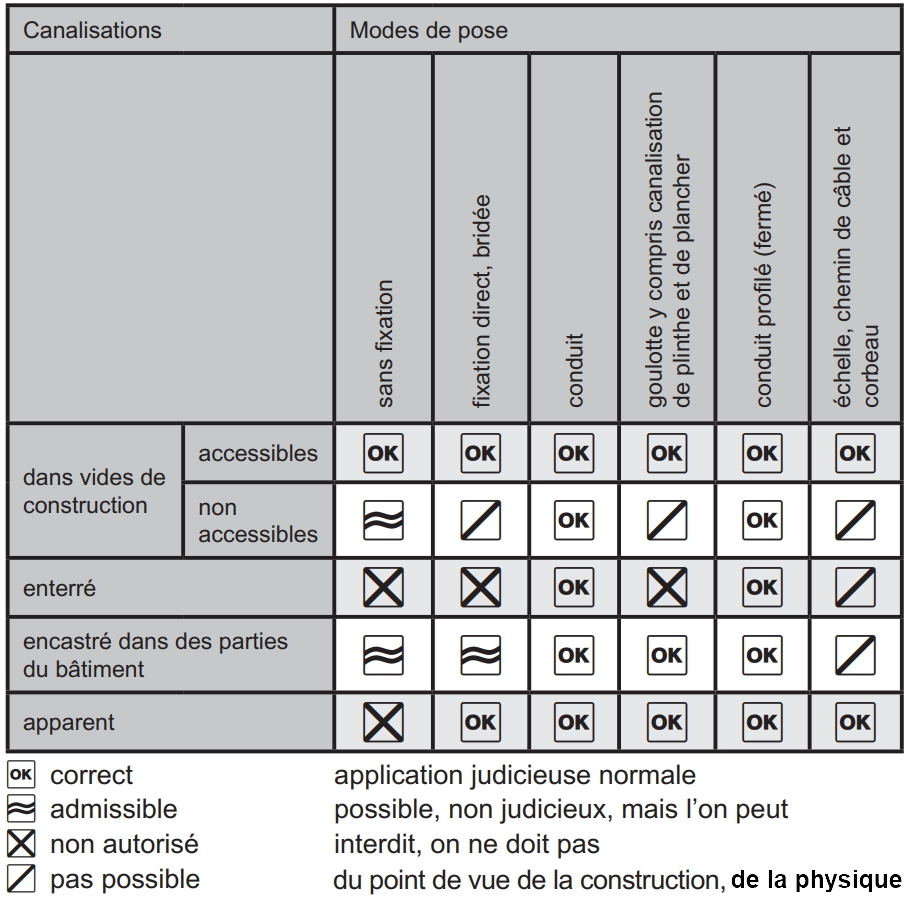 Canalisations Modes de pose
sans fixation
fixation direct, bridée
conduit
goulotte y compris canalisation
de plinthe et de plancher
conduit profilé (fermé)
échelle, chemin de câble et
corbeau
dans vides de
construction
accessibles OK OK OK OK OK OK
non
accessibles OK OK
enterré OK OK
encastré dans des parties
du bâtiment OK OK OK
apparent OK OK OK OK OK
OK correct application judicieuse normale
admissible possible, non judicieux, mais l'on peut
non autorisé interdit, on ne doit pas
pas possible du point de vue de la construction, de la physique